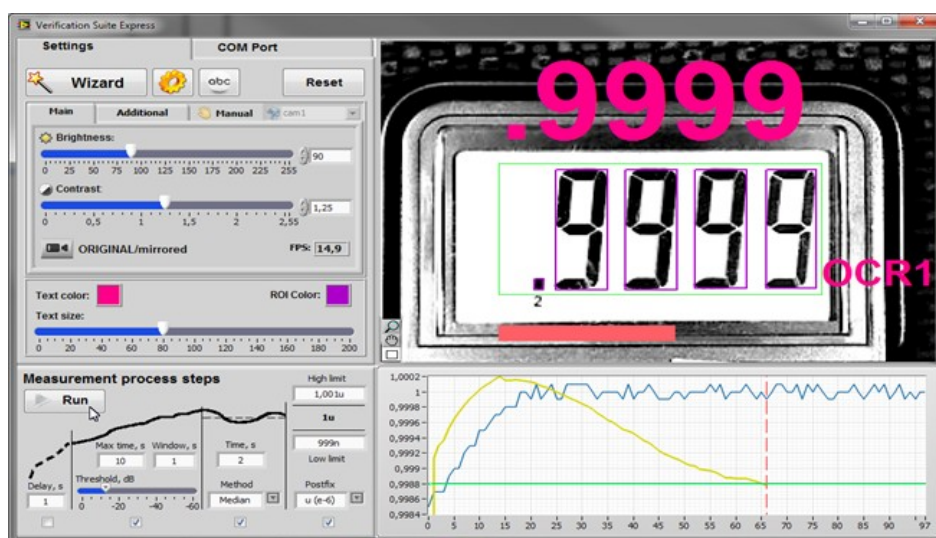 Verification Suite Express
Settings
COM Port
Wizard
abc
Reset
Main
Additional
Manual
cam1
Brightness:
90
0 25 50 75 100 125 150 175 200 225 255
Contrast:
1,25
0 0,5 1 1,5 2 2,55
ORIGINAL/mirrored
FPS: 14,9
Text color:
ROI Color:
Text size:
0 20 40 60 80 100 120 140 160 180 200
.9999
.9999
OCR1
2
Measurement process steps
Run
High limit
1,001u
1u
999n
Low limit
Max time, s
10
Window, s
1
Time, s
2
Delay, s
1
Threshold, dB
0 -20 -40 -60
Method
Median
Postfix
u (e-6)
1,0002
1
0,9998
0,9996
0,9994
0,9992
0,999
0,9988
0,9986
0,9984
0 5 10 15 20 25 30 35 40 45 50 55 60 65 70 75 80 85 90 97